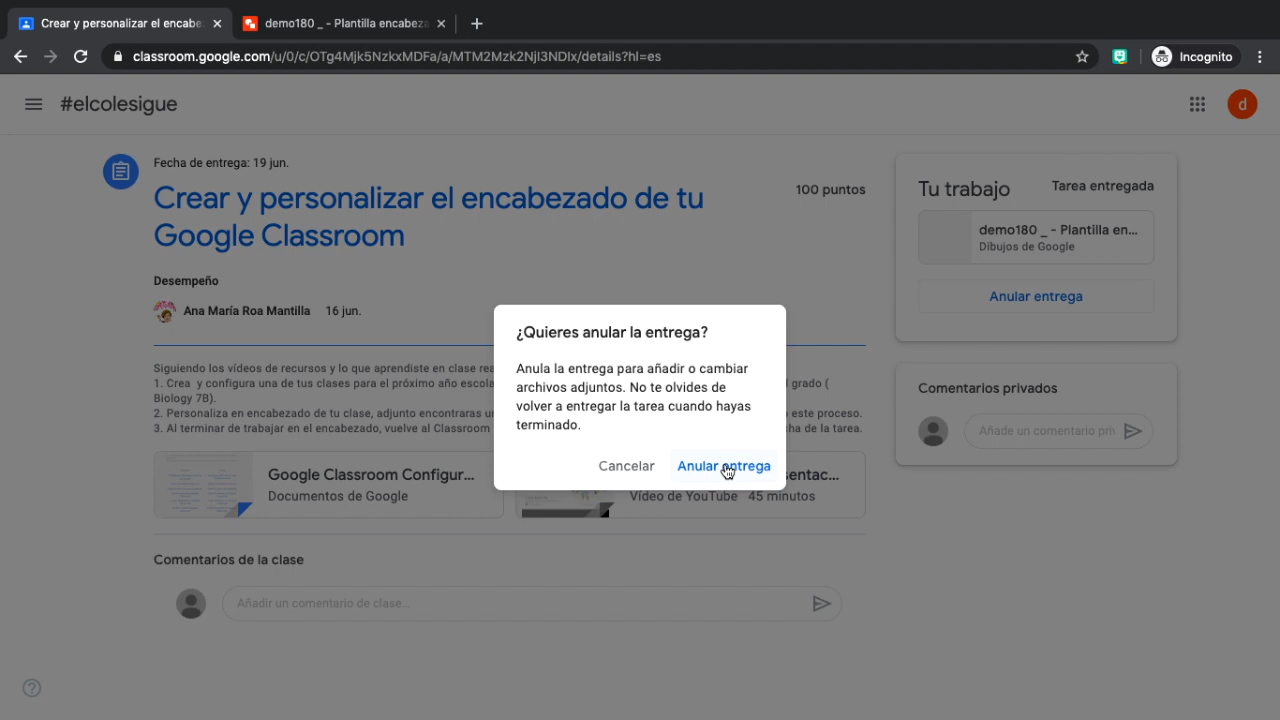 Crear y personalizar el encabe
demo180 _ - Plantilla encabeza
classroom.google.com/u/0/c/OTg4Mjk5NzkxMDFa/a/MTM2Mzk2NjI3NDIx/details?hl=es
Incognito
#elcolesigue
d
Fecha de entrega: 19 jun.
Crear y personalizar el encabezado de tu
Google Classroom
100 puntos
Desempeño
Ana María Roa Mantilla 16 jun.
Siguiendo los vídeos de recursos y lo que aprendiste en clase rea
1. Crea y configura una de tus clases para el próximo año escola grado (
Biology 7B).
2. Personaliza en encabezado de tu clase, adjunto encontraras u este proceso.
3. Al terminar de trabajar en el encabezado, vuelve al Classroom cha de la tarea.
Google Classroom Configur...
Documentos de Google
sentac...
Vídeo de YouTube 45 minutos
Comentarios de la clase
Añadir un comentario de clase...
Tu trabajo
Tarea entregada
demo180 _ - Plantilla en...
Dibujos de Google
Anular entrega
Comentarios privados
Añade un comentario pri
¿Quieres anular la entrega?
Anula la entrega para añadir o cambiar
archivos adjuntos. No te olvides de
volver a entregar la tarea cuando hayas
terminado.
Cancelar
Anular entrega